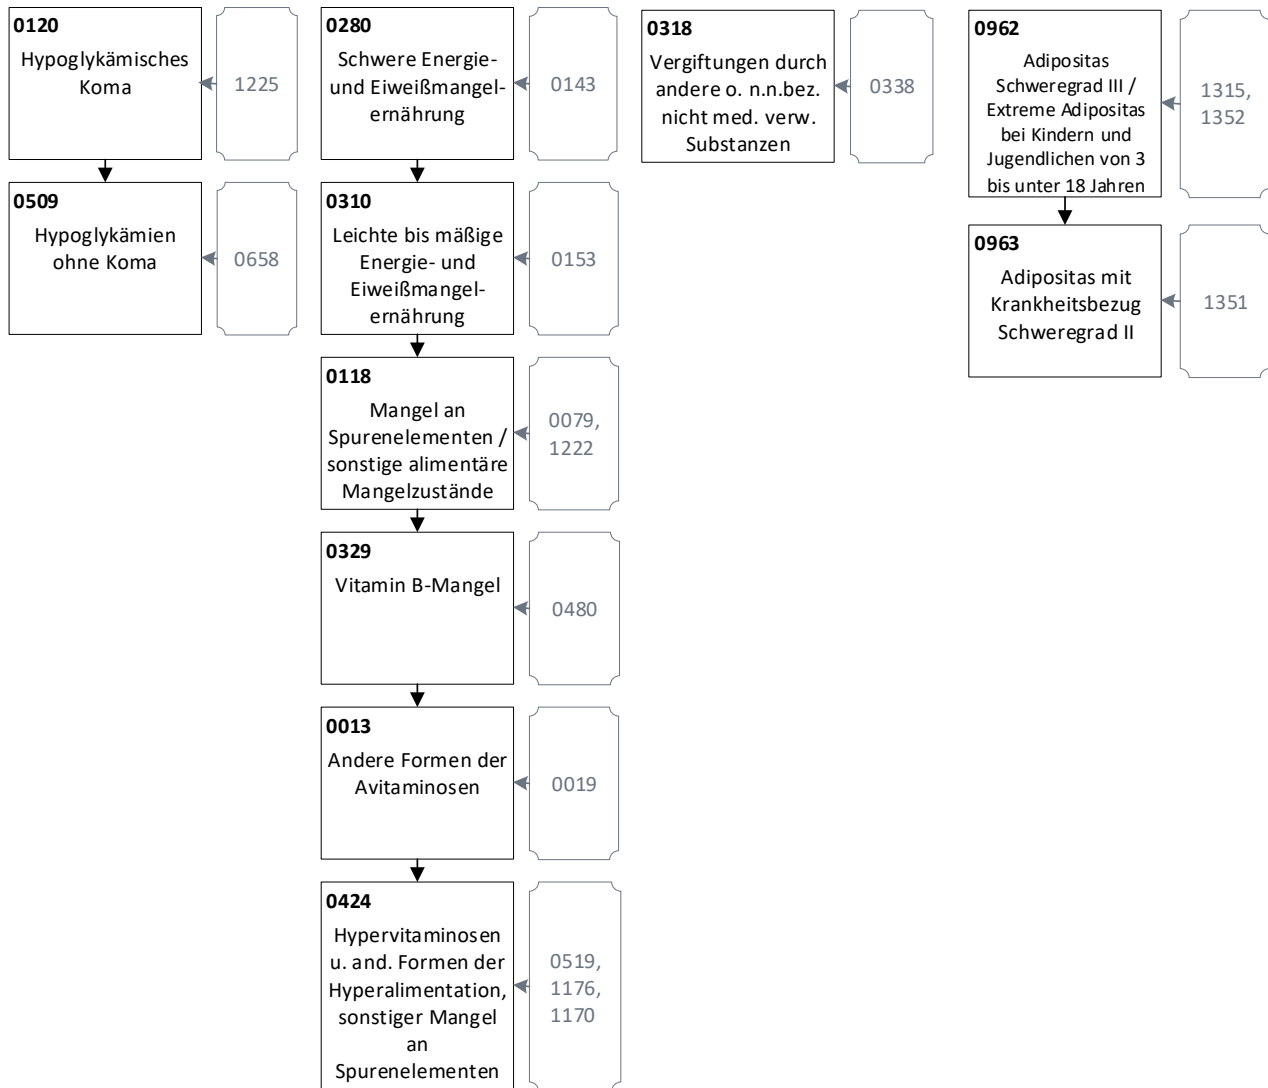 0120
Hypoglykämisches
Koma
1225
0509
Hypoglykämien
ohne Koma
0658
0280
Schwere Energie-
und Eiweißmangel-
ernährung
0143
0310
Leichte bis mäßige
Energie- und
Eiweißmangel-
ernährung
0153
0118
Mangel an
Spurenelementen /
sonstige alimentäre
Mangelzustände
0079,
1222
0329
Vitamin B-Mangel
0480
0013
Andere Formen der
Avitaminosen
0019
0424
Hypervitaminosen
u. and. Formen der
Hyperalimentation,
sonstiger Mangel
an
Spurenelementen
0519,
1176,
1170
0318
Vergiftungen durch
andere o. n.n.bez.
nicht med. verw.
Substanzen
0338
0962
Adipositas
Schweregrad III /
Extreme Adipositas
bei Kindern und
Jugendlichen von 3
bis unter 18 Jahren
1315,
1352
0963
Adipositas mit
Krankheitsbezug
Schweregrad II
1351